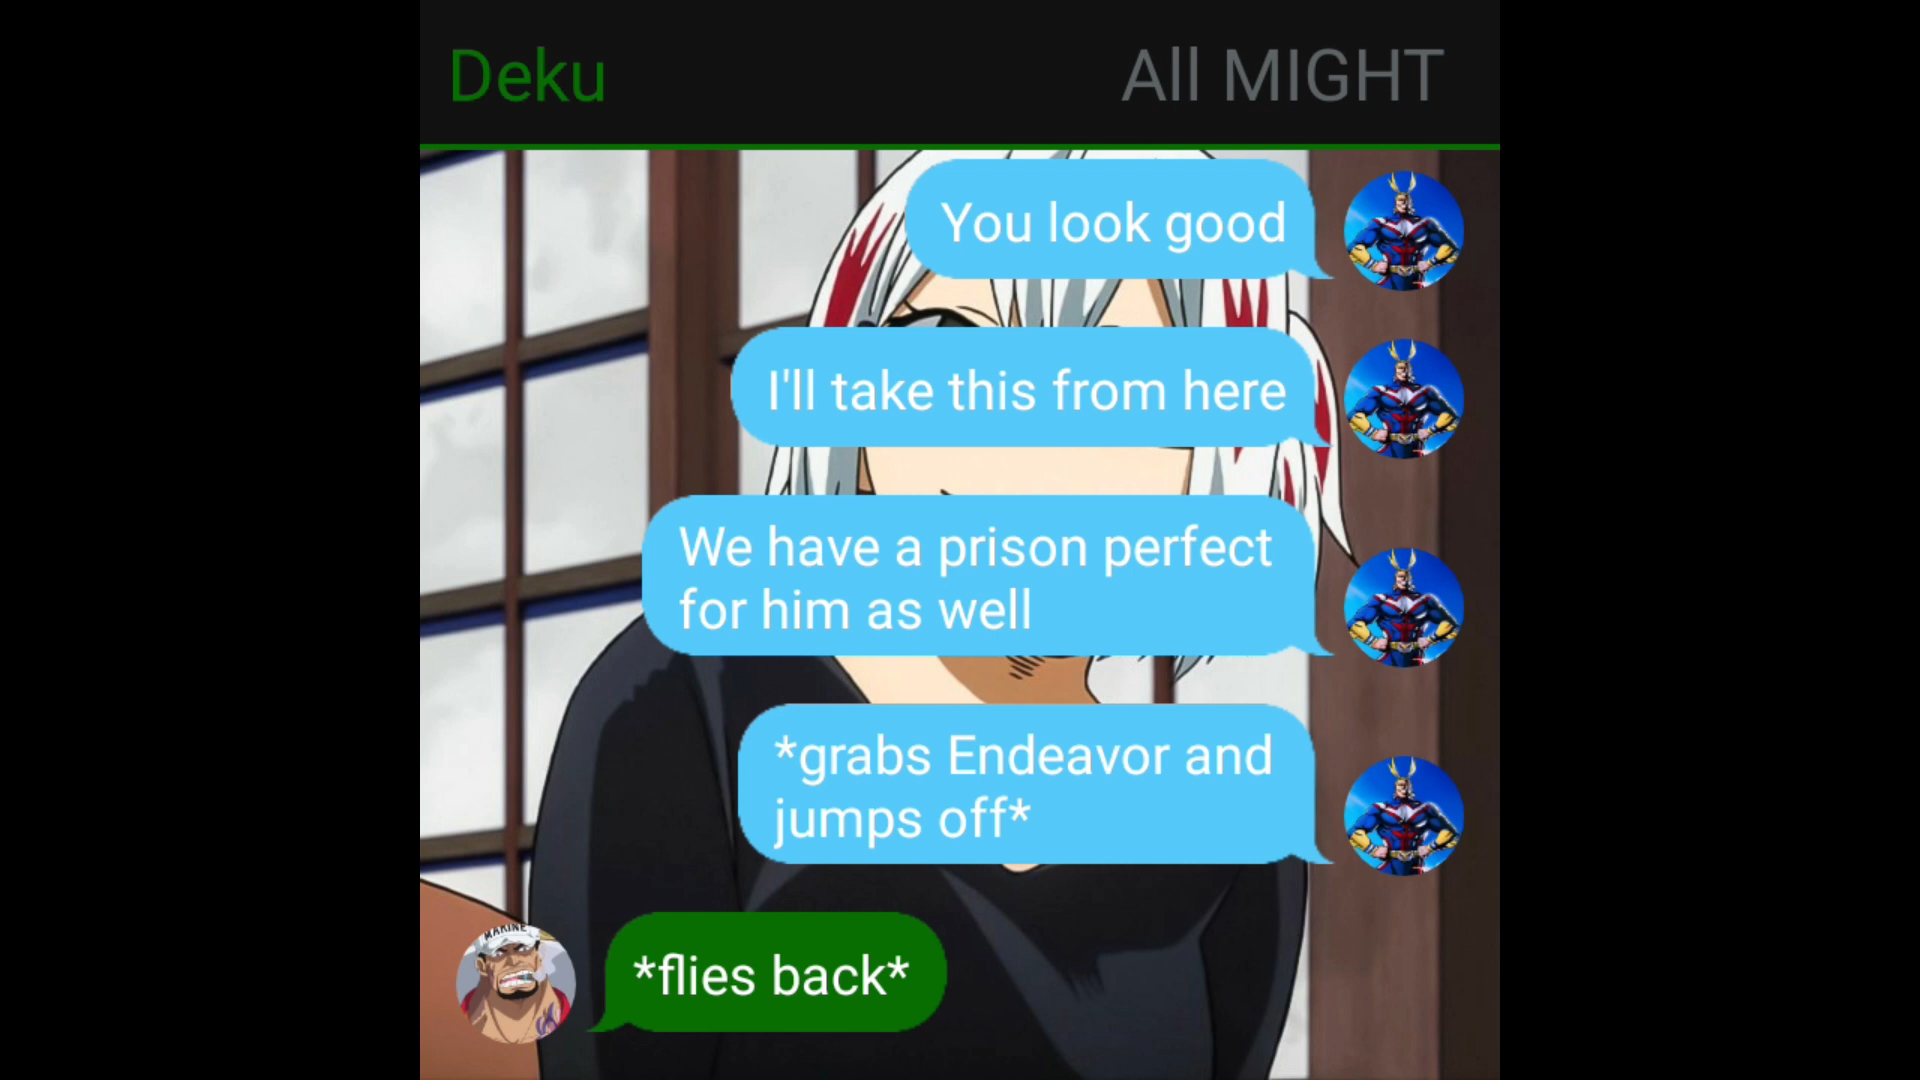 Deku
All MIGHT
You look good
I'll take this from here
We have a prison perfect
for him as well
*grabs Endeavor and
jumps off*
MARINE
*flies back*